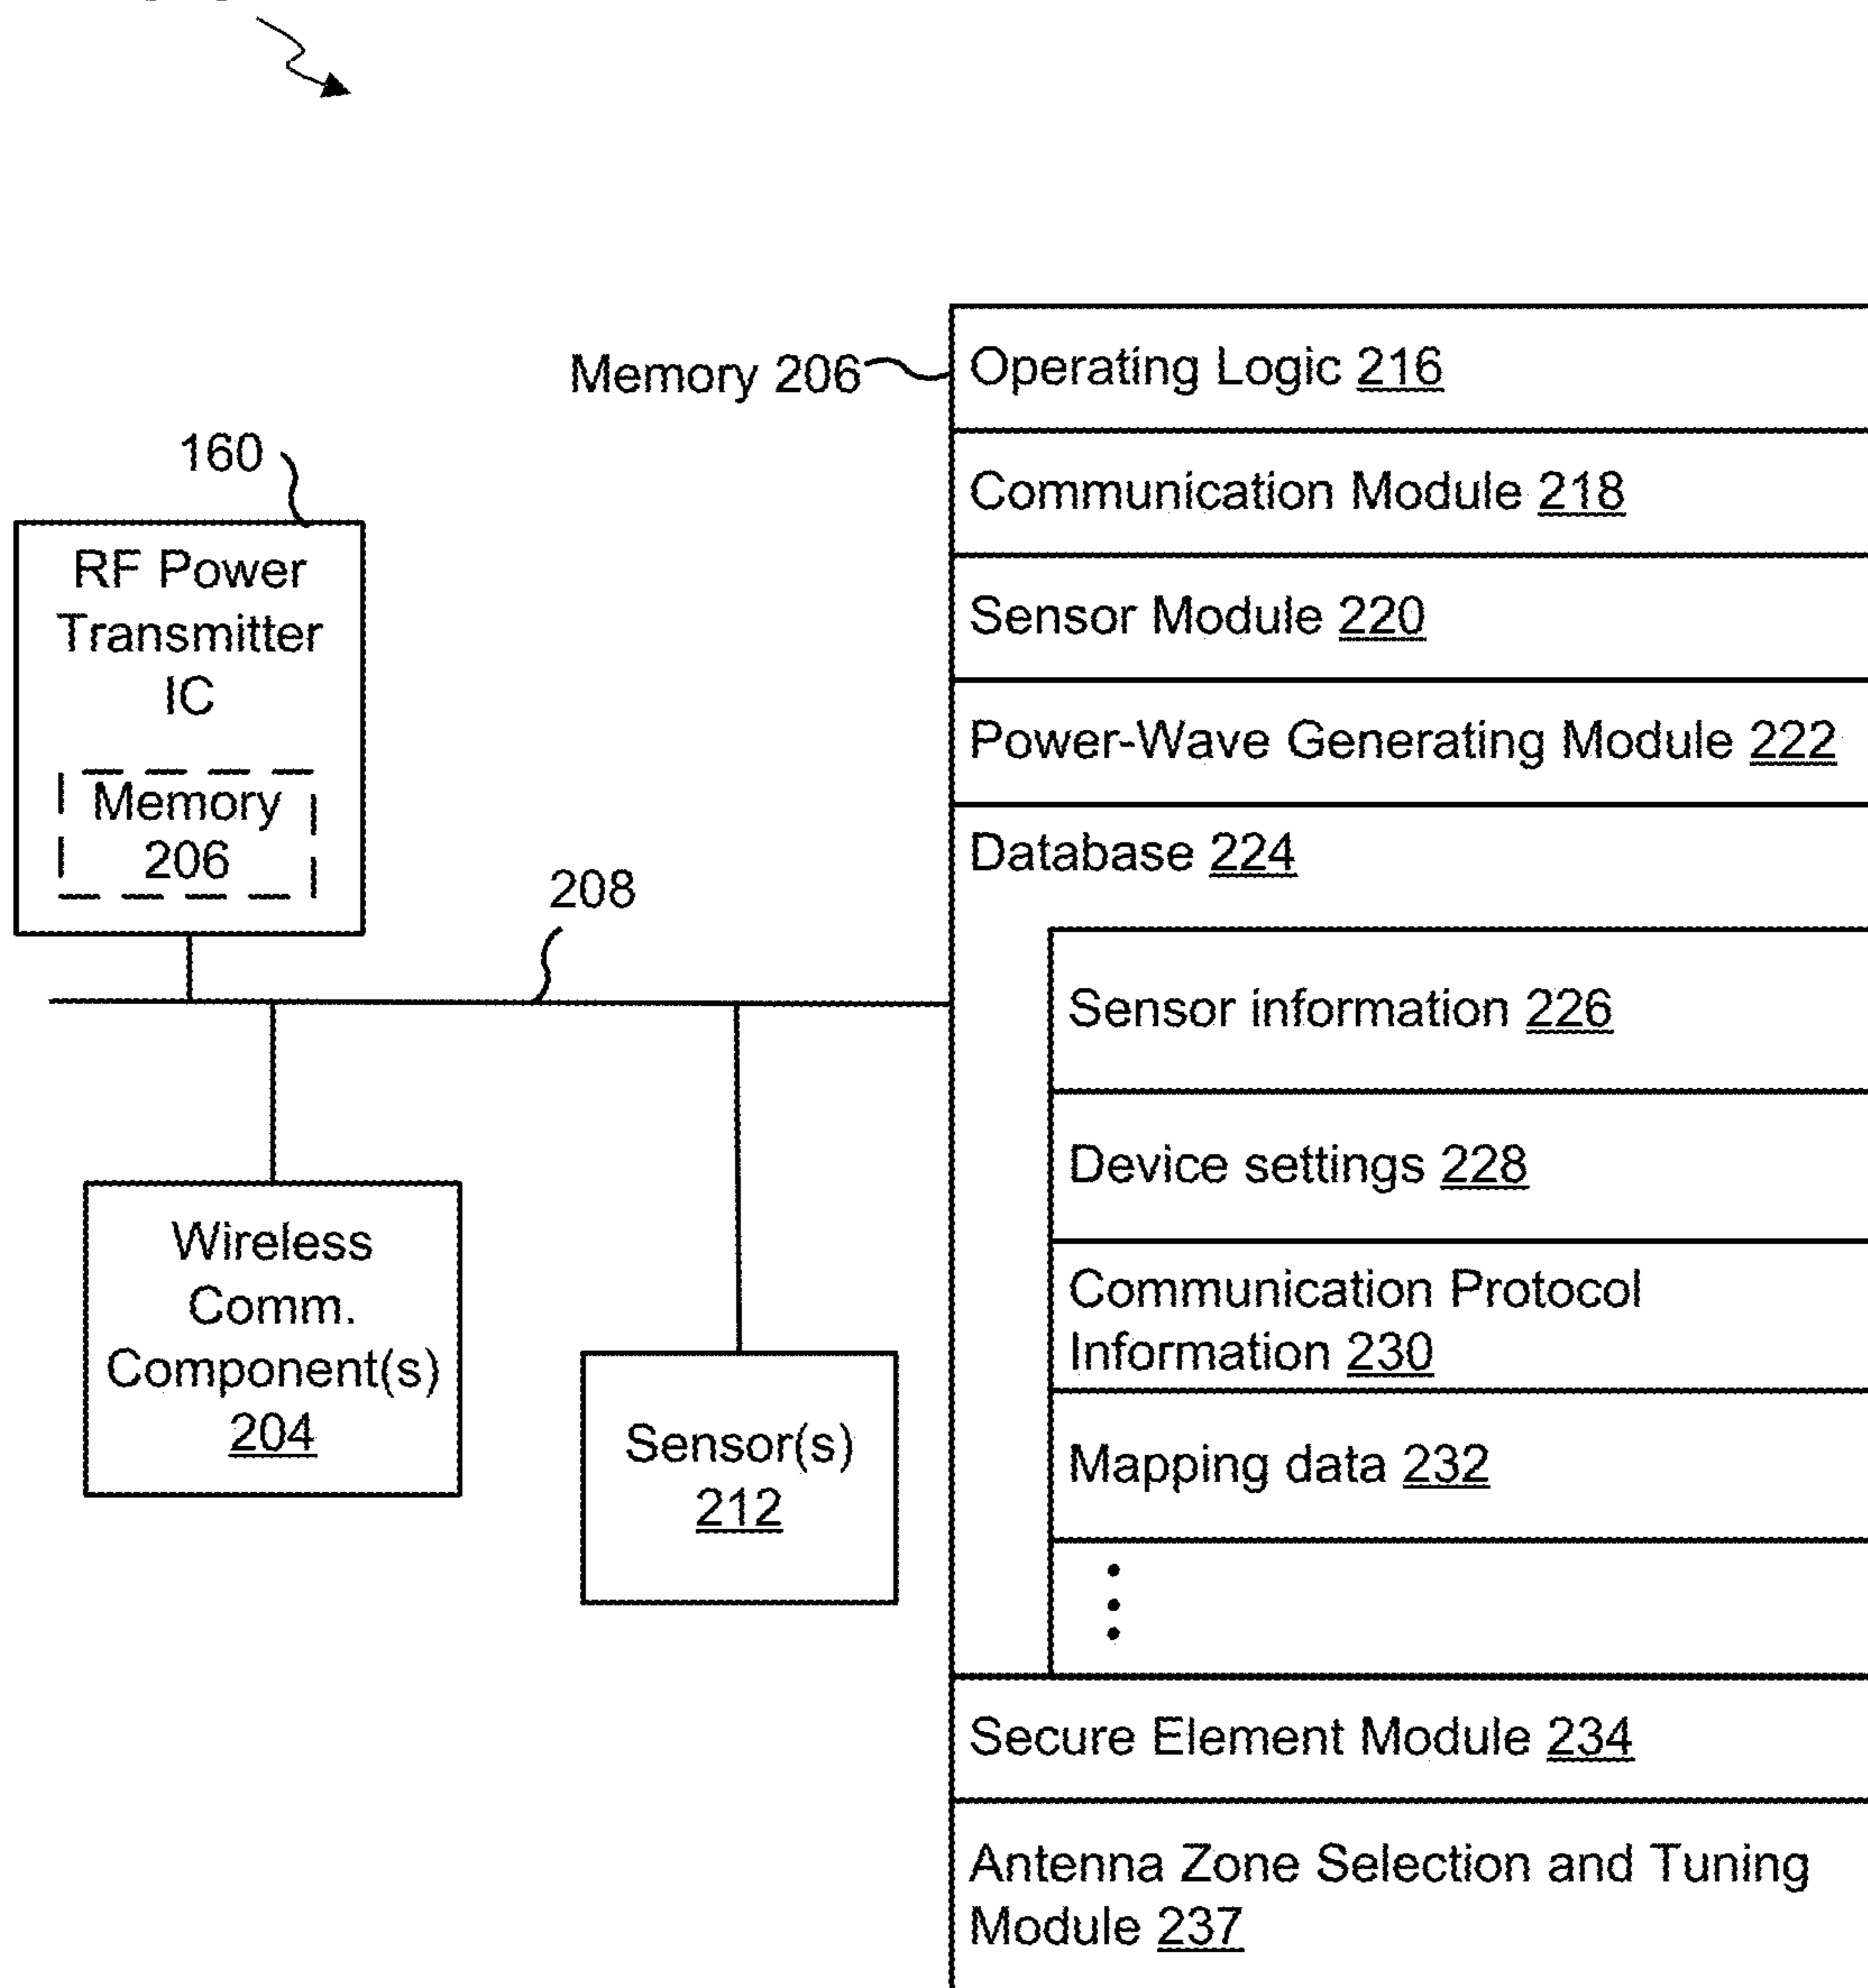 Memory 206
Operating Logic 216
Communication Module 218
Sensor Module 220
Power-Wave Generating Module 222
Database 224
Sensor information 226
Device settings 228
Communication Protocol
Information 230
Mapping data 232
Secure Element Module 234
Antenna Zone Selection and Tuning
Module 237
160
RF Power
Transmitter
IC
Memory
206
208
Wireless
Comm.
Component(s)
204
Sensor(s)
212